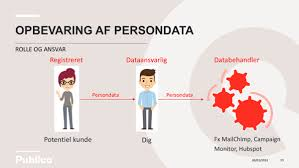 OPBEVARING AF PERSONDATA
ROLLE OG ANSVAR
Registreret
Dataansvarlig
Databehandler
Persondata
Persondata
Potentiel kunde
Dig
Fx MailChimp, Campaign
Monitor, Hubspot
Publico